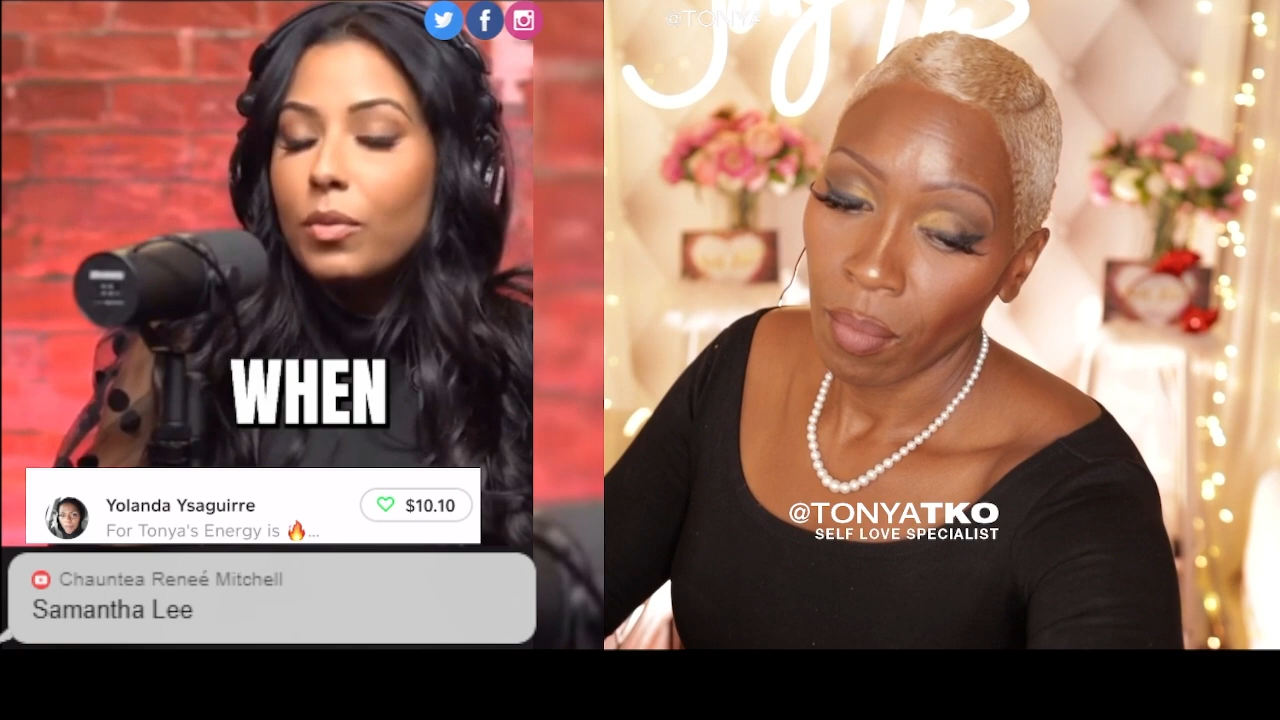 WHEN
Yolanda Ysaguirre
$10.10
For Tonya's Energy is 🔥...
Chauntea Reneé Mitchell
Samantha Lee
@TONYA
@TONYATKO
SELF LOVE SPECIALIST